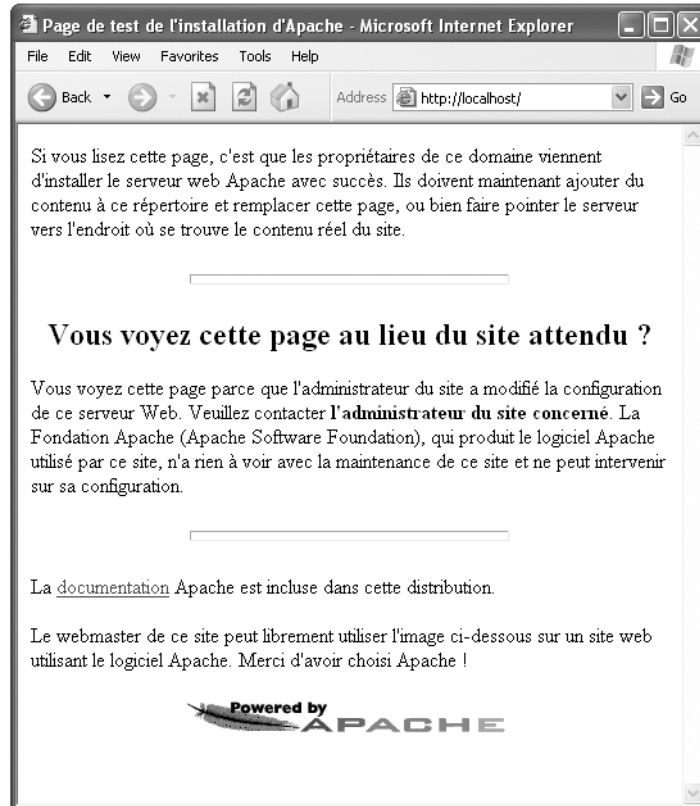 Page de test de l'installation d'Apache - Microsoft Internet Explorer
File Edit View Favorites Tools Help
Back Address http://localhost/ Go
Si vous lisez cette page, c'est que les propriétaires de ce domaine viennent
d'installer le serveur web Apache avec succès. Ils doivent maintenant ajouter du
contenu à ce répertoire et remplacer cette page, ou bien faire pointer le serveur
vers l'endroit où se trouve le contenu réel du site.
Vous voyez cette page au lieu du site attendu ?
Vous voyez cette page parce que l'administrateur du site a modifié la configuration
de ce serveur Web. Veuillez contacter l'administrateur du site concerné. La
Fondation Apache (Apache Software Foundation), qui produit le logiciel Apache
utilisé par ce site, n'a rien à voir avec la maintenance de ce site et ne peut intervenir
sur sa configuration.
La documentation Apache est incluse dans cette distribution.
Le webmaster de ce site peut librement utiliser l'image ci-dessous sur un site web
utilisant le logiciel Apache. Merci d'avoir choisi Apache !
Powered by
APACHE